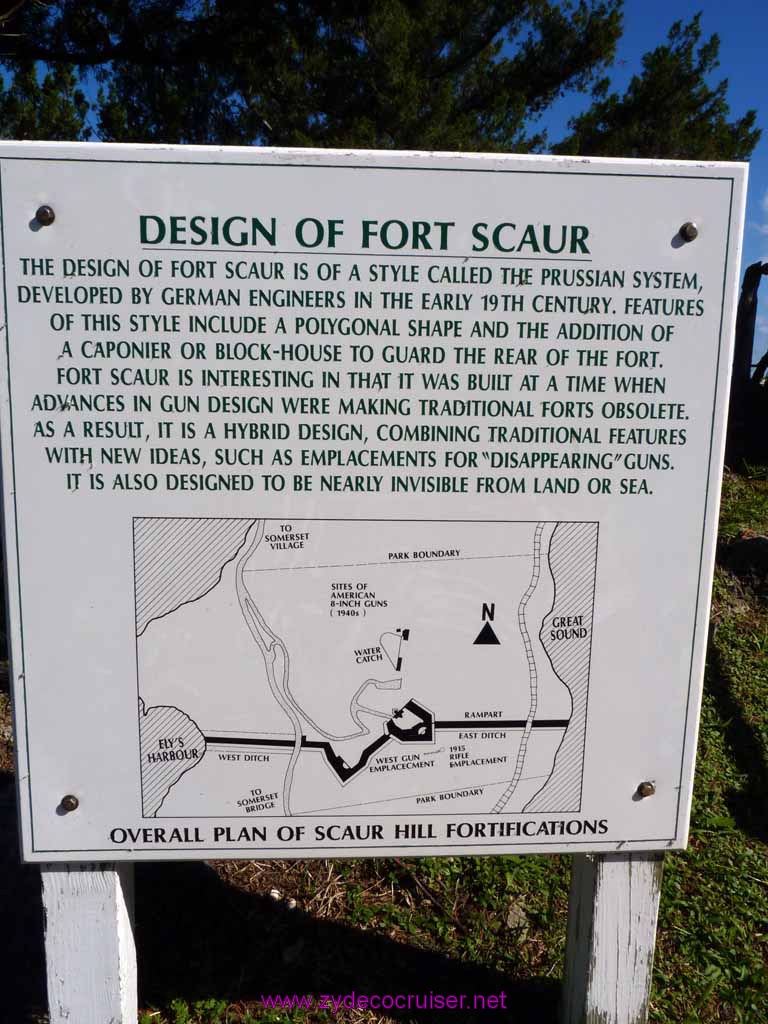 DESIGN OF FORT SCAUR
THE DESIGN OF FORT SCAUR IS OF A STYLE CALLED THE PRUSSIAN SYSTEM,
DEVELOPED BY GERMAN ENGINEERS IN THE EARLY 19TH CENTURY. FEATURES
OF THIS STYLE INCLUDE A POLYGONAL SHAPE AND THE ADDITION OF
A CAPONIER OR BLOCK-HOUSE TO GUARD THE REAR OF THE FORT.
FORT SCAUR IS INTERESTING IN THAT IT WAS BUILT AT A TIME WHEN
ADVANCES IN GUN DESIGN WERE MAKING TRADITIONAL FORTS OBSOLETE.
AS A RESULT, IT IS A HYBRID DESIGN, COMBINING TRADITIONAL FEATURES
WITH NEW IDEAS, SUCH AS EMPLACEMENTS FOR "DISAPPEARING" GUNS.
IT IS ALSO DESIGNED TO BE NEARLY INVISIBLE FROM LAND OR SEA.
TO
SOMERSET
VILLAGE
PARK BOUNDARY
SITES OF
AMERICAN
8-INCH GUNS
( 1940s )
N
GREAT
SOUND
WATER
CATCH
RAMPART
EAST DITCH
ELY'S
HARBOUR
WEST DITCH
WEST GUN
EMPLACECMENT
1915
RIFLE
EMPLACEMENT
TO
SOMERSET
BRIDGE
PARK BOUNDARY
OVERALL PLAN OF SCAUR HILL FORTIFICATIONS
www.zydecocruiser.net